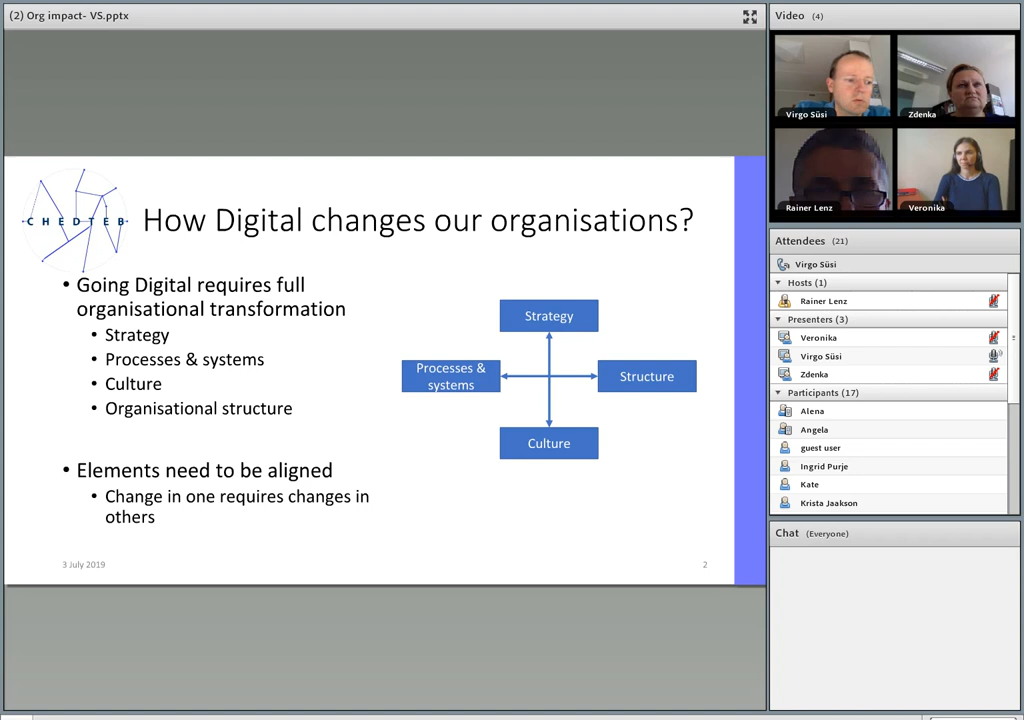 (2) Org impact- VS.pptx
CHEDTEB
How Digital changes our organisations?
• Going Digital requires full
organisational transformation
• Strategy
• Processes & systems
• Culture
• Organisational structure
• Elements need to be aligned
• Change in one requires changes in
others
Strategy
Processes &
systems
Structure
Culture
3 July 2019
2
Video (4)
Virgo Süsi
Zdenka
Rainer Lenz
Veronika
Attendees (21)
Virgo Süsi
Hosts (1)
Rainer Lenz
Presenters (3)
Veronika
Virgo Süsi
Zdenka
Participants (17)
Alena
Angela
guest user
Ingrid Purje
Kate
Krista Jaakson
Chat (Everyone)